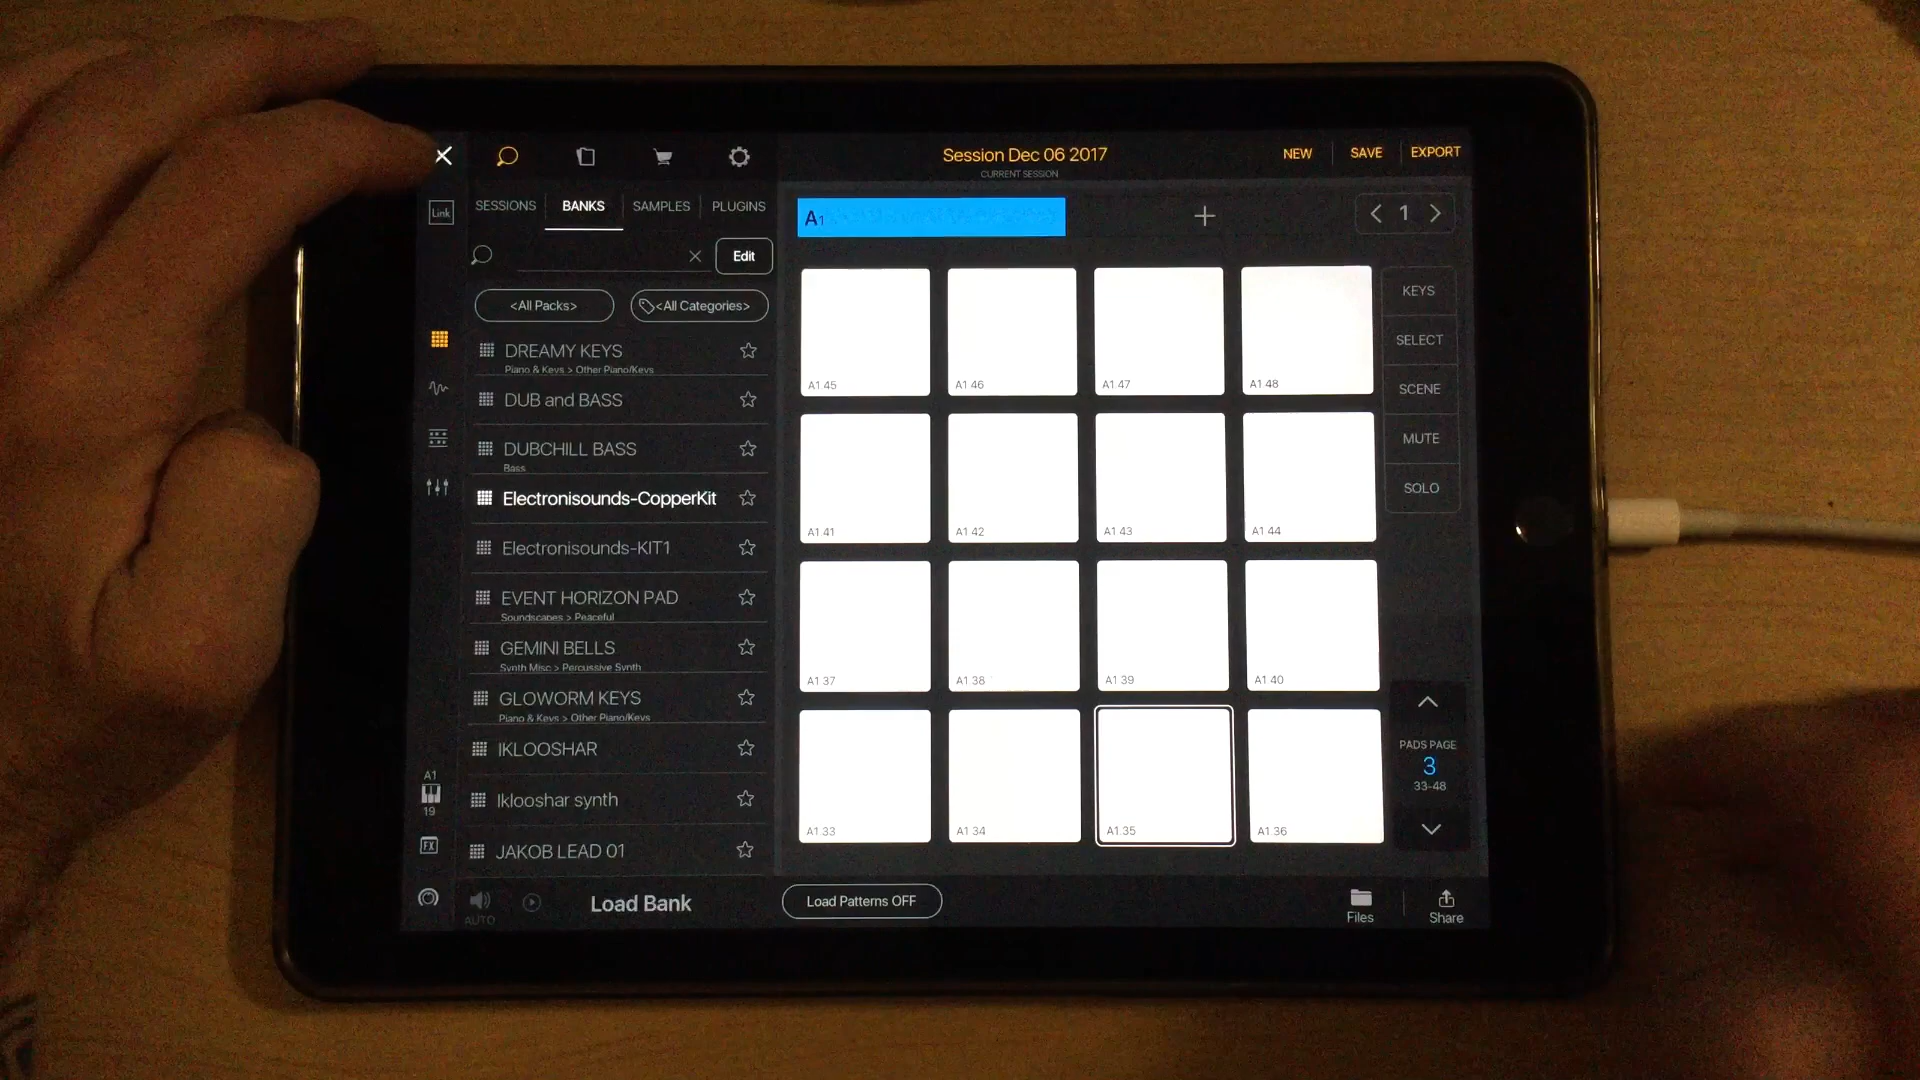 Session Dec 06 2017
CURRENT SESSION
NEW
SAVE
EXPORT
Link
SESSIONS
BANKS
SAMPLES
PLUGINS
Edit
<All Packs>
<All Categories>
DREAMY KEYS
Piano & Keys > Other Piano/Keys
DUB and BASS
DUBCHILL BASS
Bass
Electronisounds-CopperKit
Electronisounds-KIT1
EVENT HORIZON PAD
Soundscapes > Peaceful
GEMINI BELLS
Synth Misc > Percussive Synth
GLOWORM KEYS
Piano & Keys > Other Piano/Keys
IKLOOSHAR
Iklooshar synth
JAKOB LEAD 01
A1
19
FX
AUTO
Load Bank
Load Patterns OFF
Files
Share
A1
1
A1 45
A1 46
A1 47
A1 48
A1 41
A1 42
A1 43
A1 44
A1 37
A1 38
A1 39
A1 40
A1 33
A1 34
A1 35
A1 36
KEYS
SELECT
SCENE
MUTE
SOLO
PADS PAGE
3
33-48